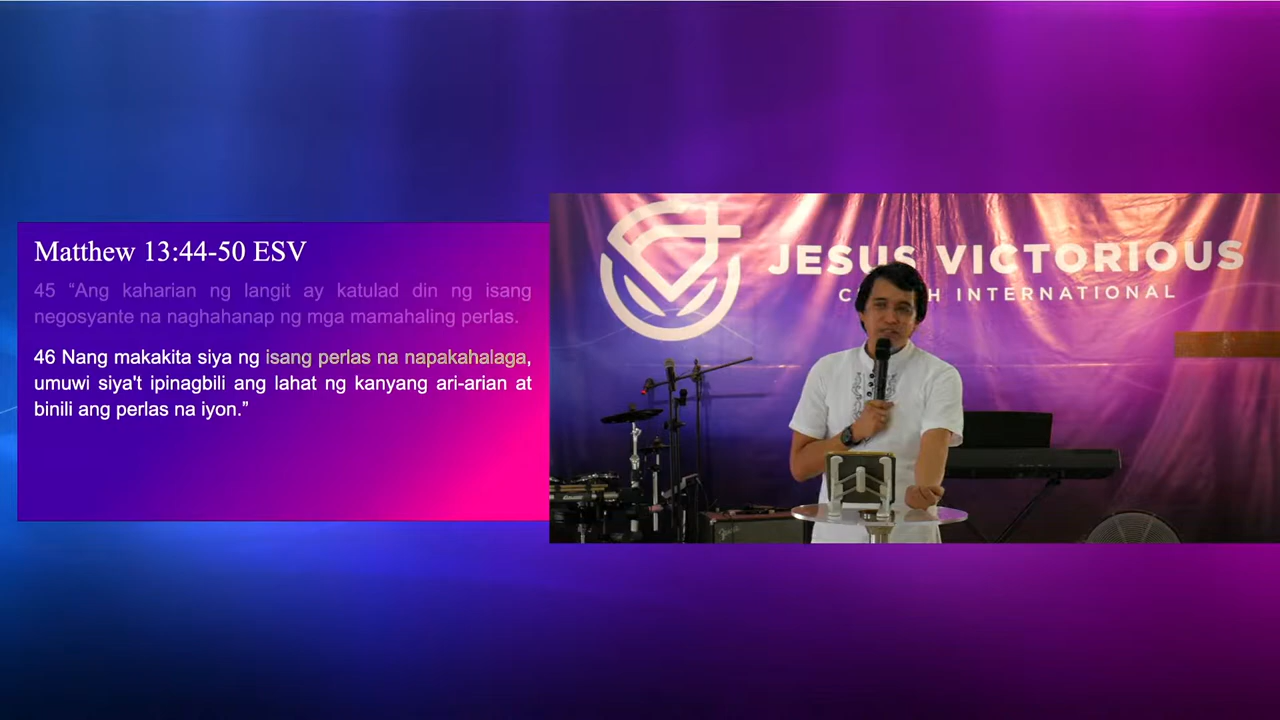 Matthew 13:44-50 ESV
45 “Ang kaharian ng langit ay katulad din ng isang
negosyante na naghahanap ng mga mamahaling perlas.
46 Nang makakita siya ng isang perlas na napakahalaga,
umuwi siya't ipinagbili ang lahat ng kanyang ari-arian at
binili ang perlas na iyon.”
JESUS VICTORIOUS
INTERNATIONAL